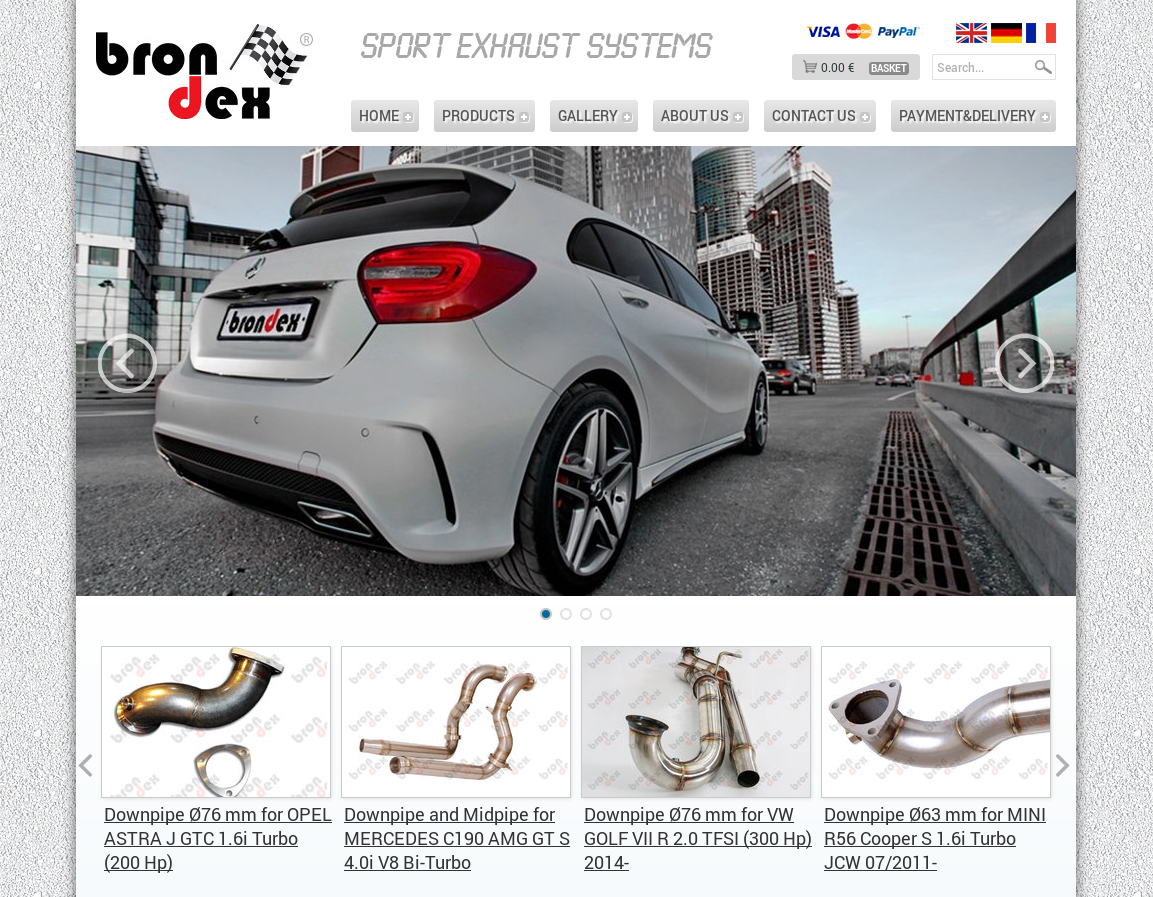 brondex®
SPORT EXHAUST SYSTEMS
VISA MasterCard PayPal
0.00 €
BASKET
Search...
HOME
PRODUCTS
GALLERY
ABOUT US
CONTACT US
PAYMENT&DELIVERY
brondex
Downpipe Ø76 mm for OPEL
ASTRA J GTC 1.6i Turbo
(200 Hp)
Downpipe and Midpipe for
MERCEDES C190 AMG GT S
4.0i V8 Bi-Turbo
Downpipe Ø76 mm for VW
GOLF VII R 2.0 TFSI (300 Hp)
2014-
Downpipe Ø63 mm for MINI
R56 Cooper S 1.6i Turbo
JCW 07/2011-